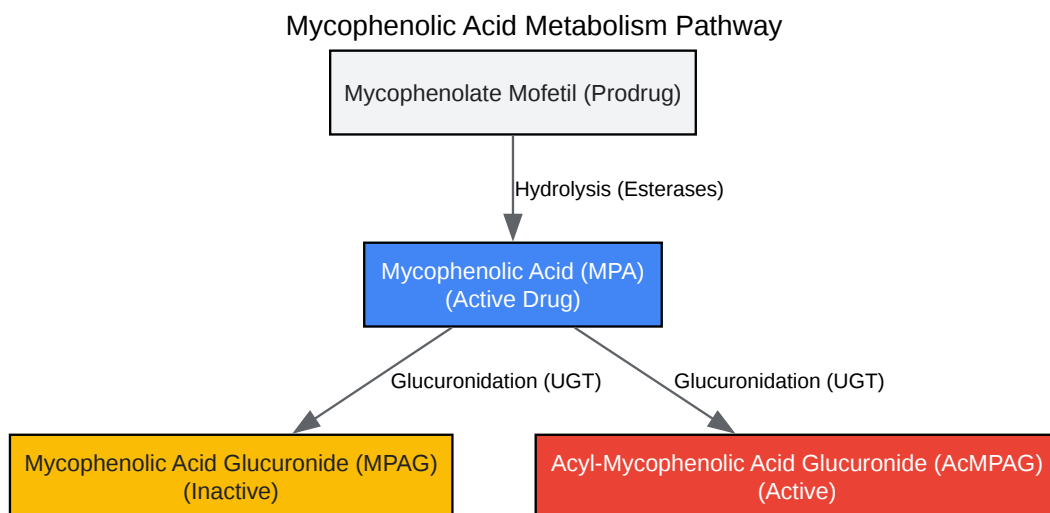 Mycophenolic Acid Metabolism Pathway
Mycophenolate Mofetil (Prodrug)
Hydrolysis (Esterases)
Mycophenolic Acid (MPA)
(Active Drug)
Glucuronidation (UGT)
Glucuronidation (UGT)
Mycophenolic Acid Glucuronide (MPAG)
(Inactive)
Acyl-Mycophenolic Acid Glucuronide (AcMPAG)
(Active)